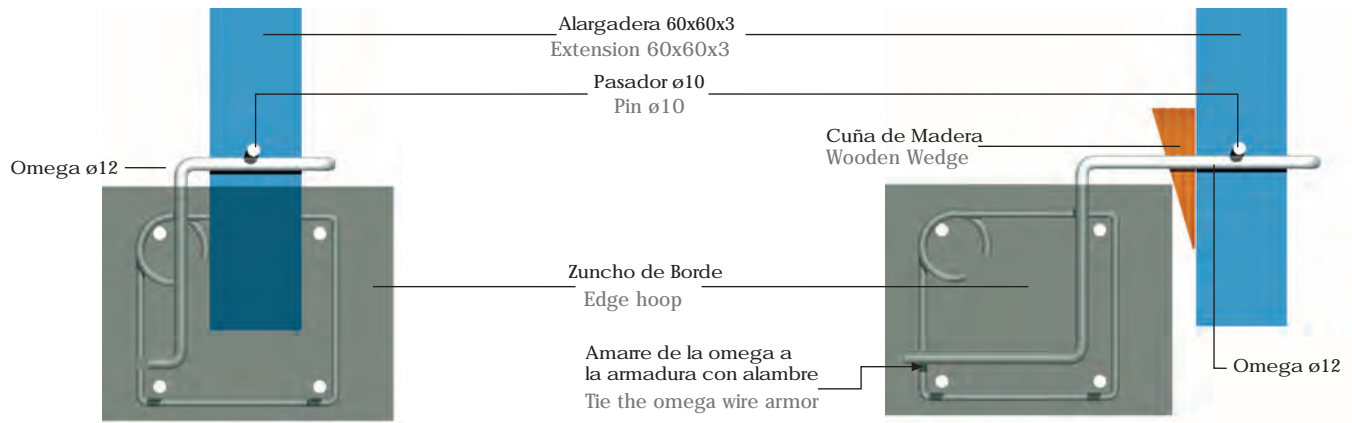 Alargadera 60x60x3
Extension 60x60x3
Pasador ø10
Pin ø10
Cuña de Madera
Wooden Wedge
Omega ø12
Zuncho de Borde
Edge hoop
Amarre de la omega a
la armadura con alambre
Tie the omega wire armor
Omega ø12